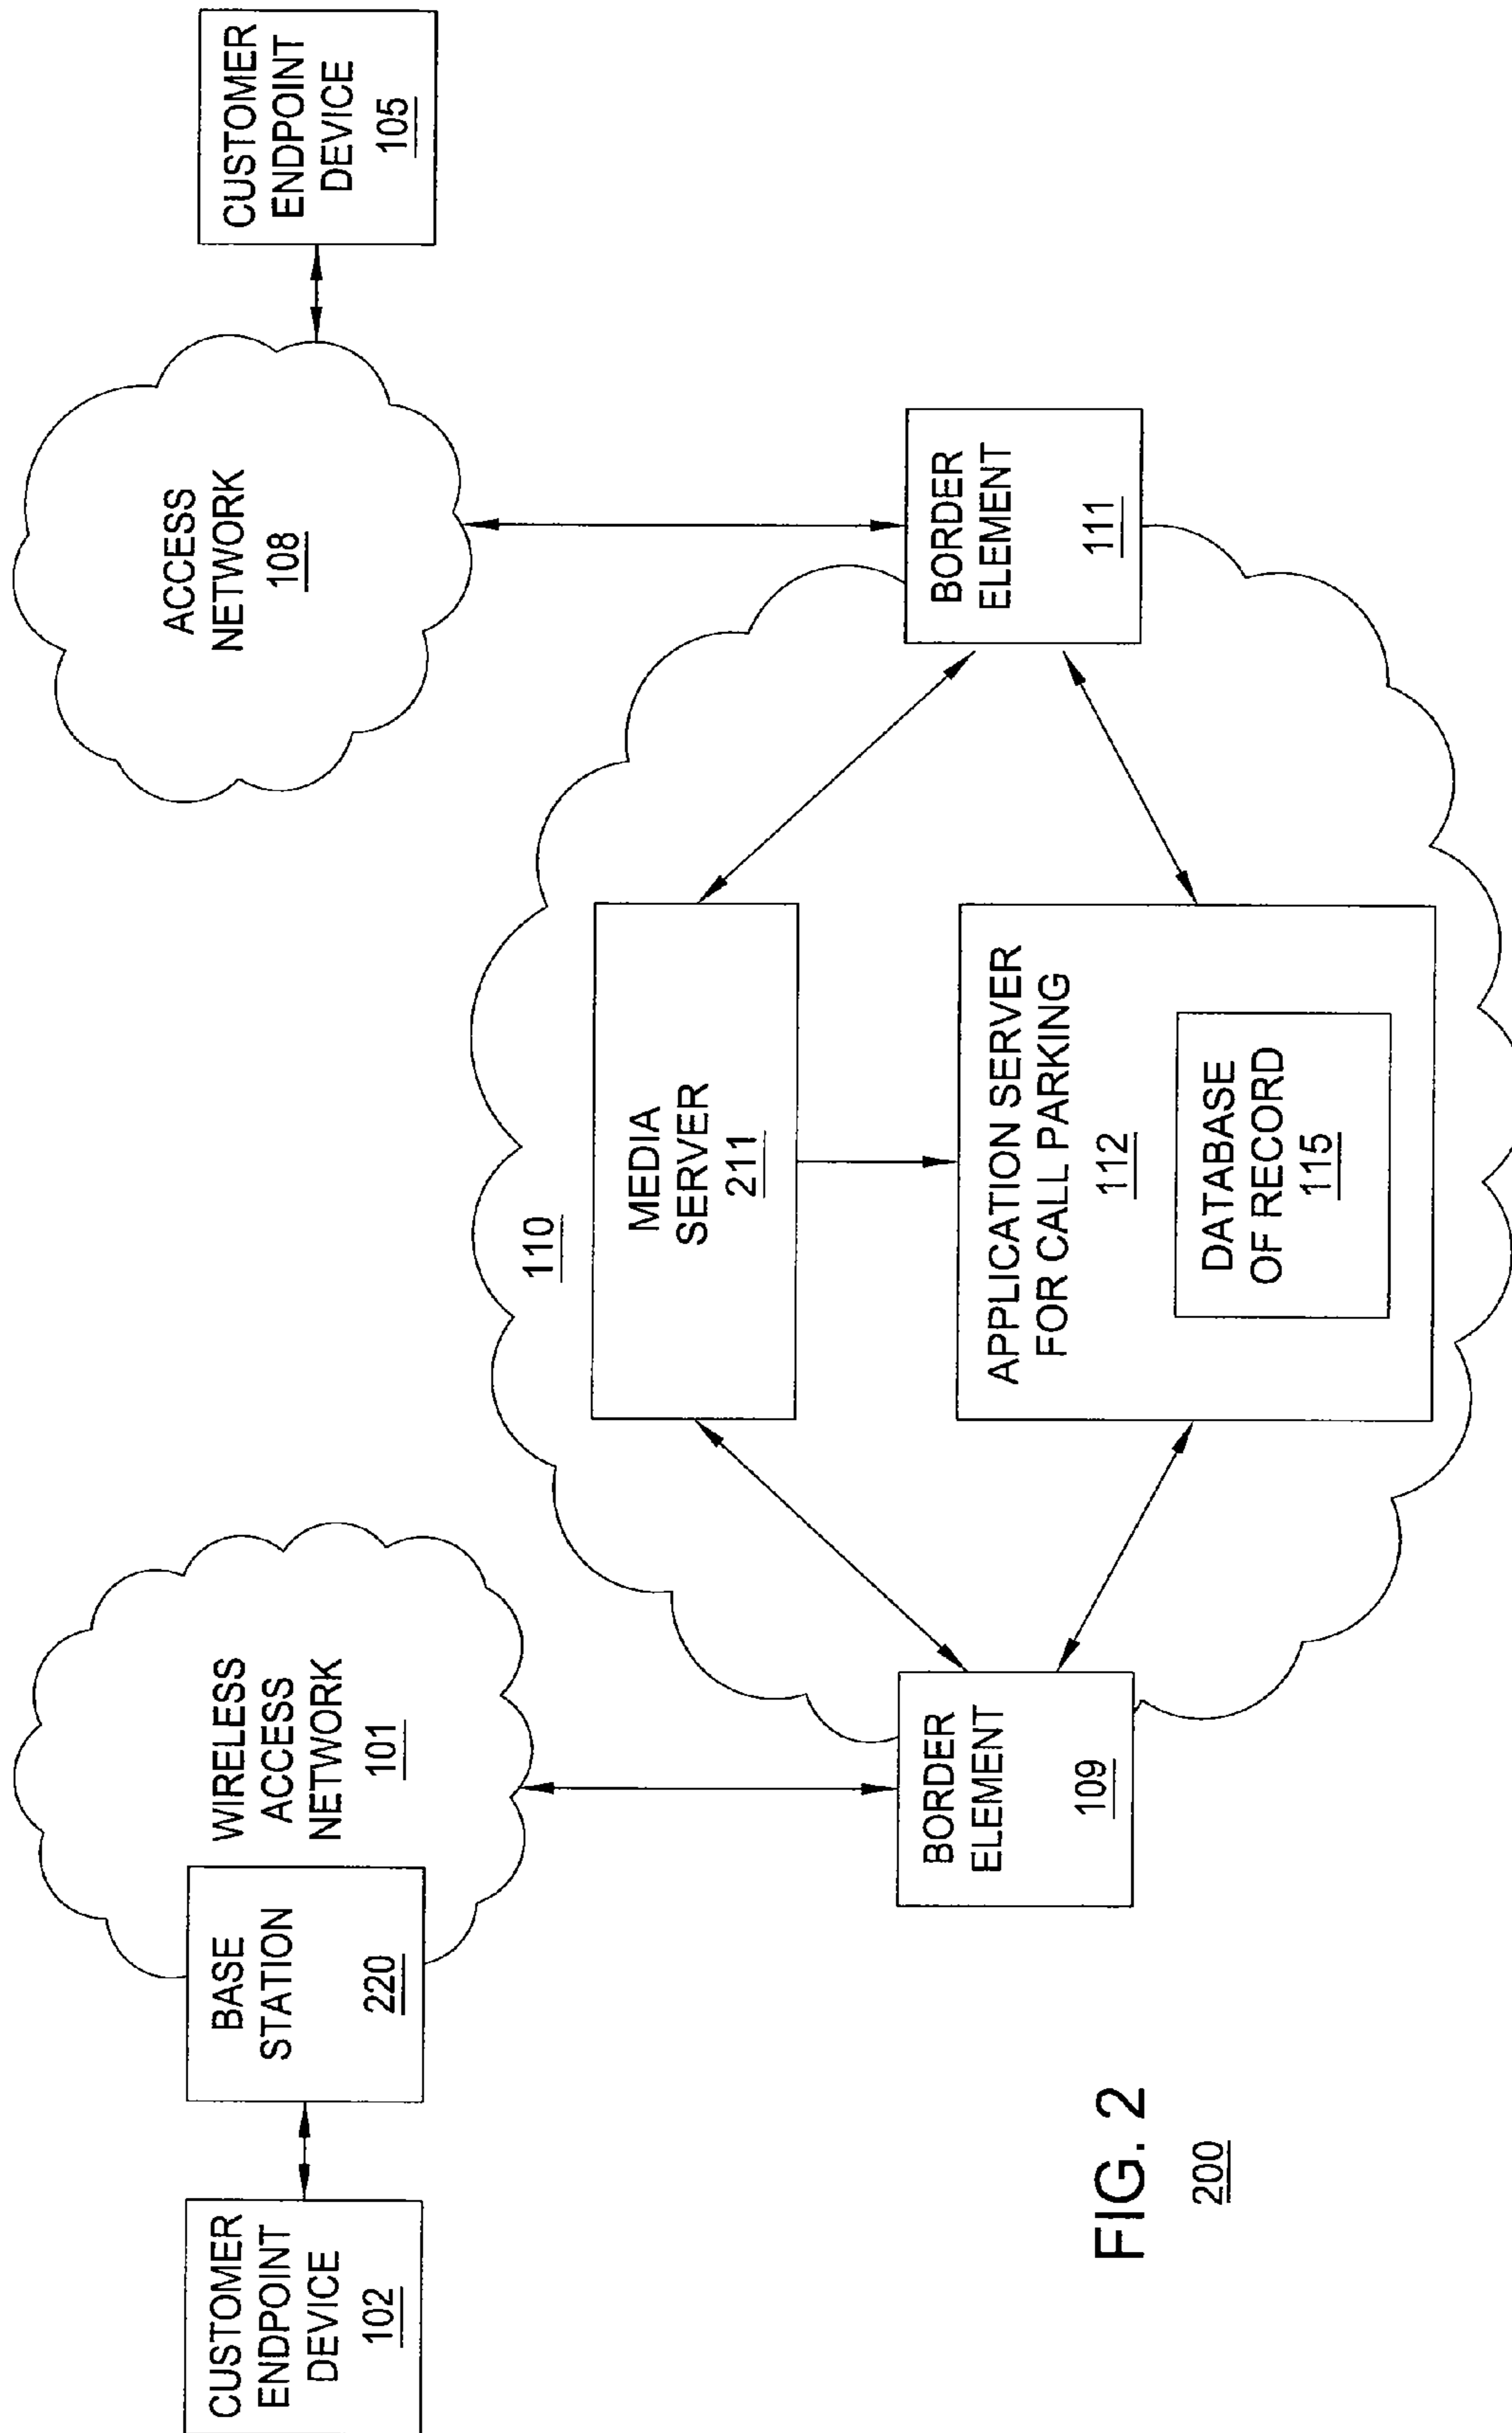 CUSTOMER
ENDPOINT
DEVICE
102
BASE
STATION
220
WIRELESS
ACCESS
NETWORK
101
ACCESS
NETWORK
108
CUSTOMER
ENDPOINT
DEVICE
105
110
MEDIA
SERVER
211
BORDER
ELEMENT
109
BORDER
ELEMENT
111
APPLICATION SERVER
FOR CALL PARKING
112
DATABASE
OF RECORD
115
FIG. 2
200